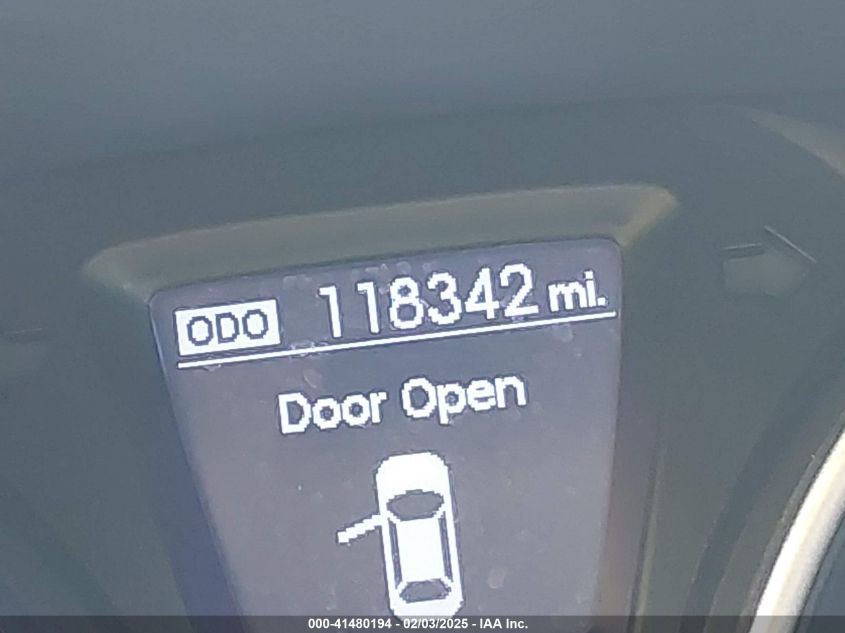 ODO 118342 mi.
Door Open
000-41480194 - 02/03/2025 - IAA Inc.